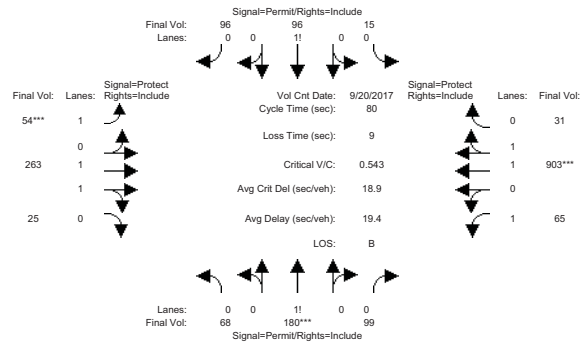 Signal=Permit/Rights=Include
Final Vol: 96 96 15
Lanes: 0 0 1! 0 0
Signal=Protect
Final Vol: Lanes: Rights=Include
Vol Cnt Date: 9/20/2017
Signal=Protect
Rights=Include Lanes: Final Vol:
Cycle Time (sec): 80
54*** 1
0 31
Loss Time (sec): 9
0
1
263 1
Critical V/C: 0.543
1 903***
1
Avg Crit Del (sec/veh): 18.9
0
25 0
Avg Delay (sec/veh): 19.4
1 65
LOS: B
Lanes: 0 0 1! 0 0
Final Vol: 68 180*** 99
Signal=Permit/Rights=Include